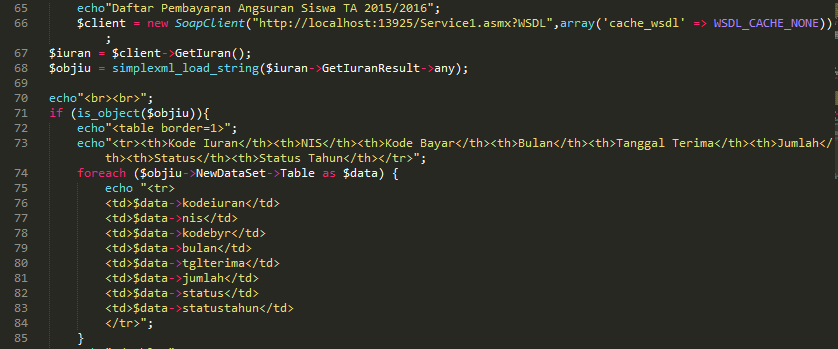 65 echo"Daftar Pembayaran Angsuran Siswa TA 2015/2016";
66 $client = new SoapClient("http://localhost:13925/Service1.asmx?WSDL",array('cache_wsdl' => WSDL_CACHE_NONE))
;
67 $iuran = $client->GetIuran();
68 $objiu = simplexml_load_string($iuran->GetIuranResult->any);
69
70 echo"<br><br>";
71 if (is_object($objiu)){
72 echo"<table border=1>";
73 echo"<tr><th>Kode Iuran</th><th>NIS</th><th>Kode Bayar</th><th>Bulan</th><th>Tanggal Terima</th><th>Jumlah</
th><th>Status</th><th>Status Tahun</th></tr>";
74 foreach ($objiu->NewDataSet->Table as $data) {
75 echo "<tr>
76 <td>$data->kodeiuran</td>
77 <td>$data->nis</td>
78 <td>$data->kodebyr</td>
79 <td>$data->bulan</td>
80 <td>$data->tglterima</td>
81 <td>$data->jumlah</td>
82 <td>$data->status</td>
83 <td>$data->statustahun</td>
84 </tr>";
85 }